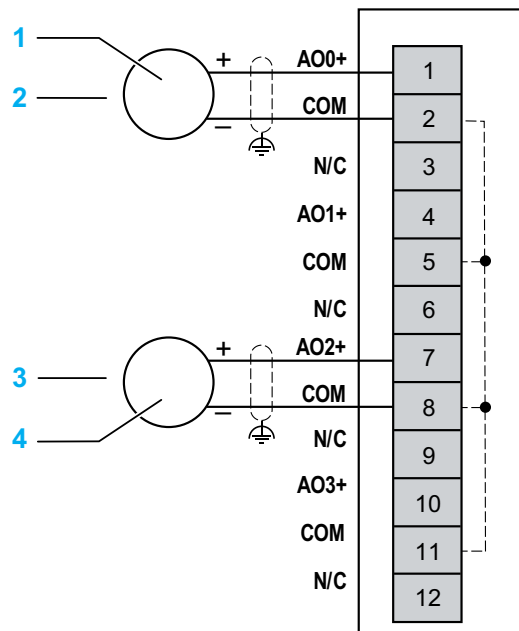 1 + AO0+ 1
2 − COM 2
N/C 3
AO1+ 4
COM 5
N/C 6
3 + AO2+ 7
4 − COM 8
N/C 9
AO3+ 10
COM 11
N/C 12